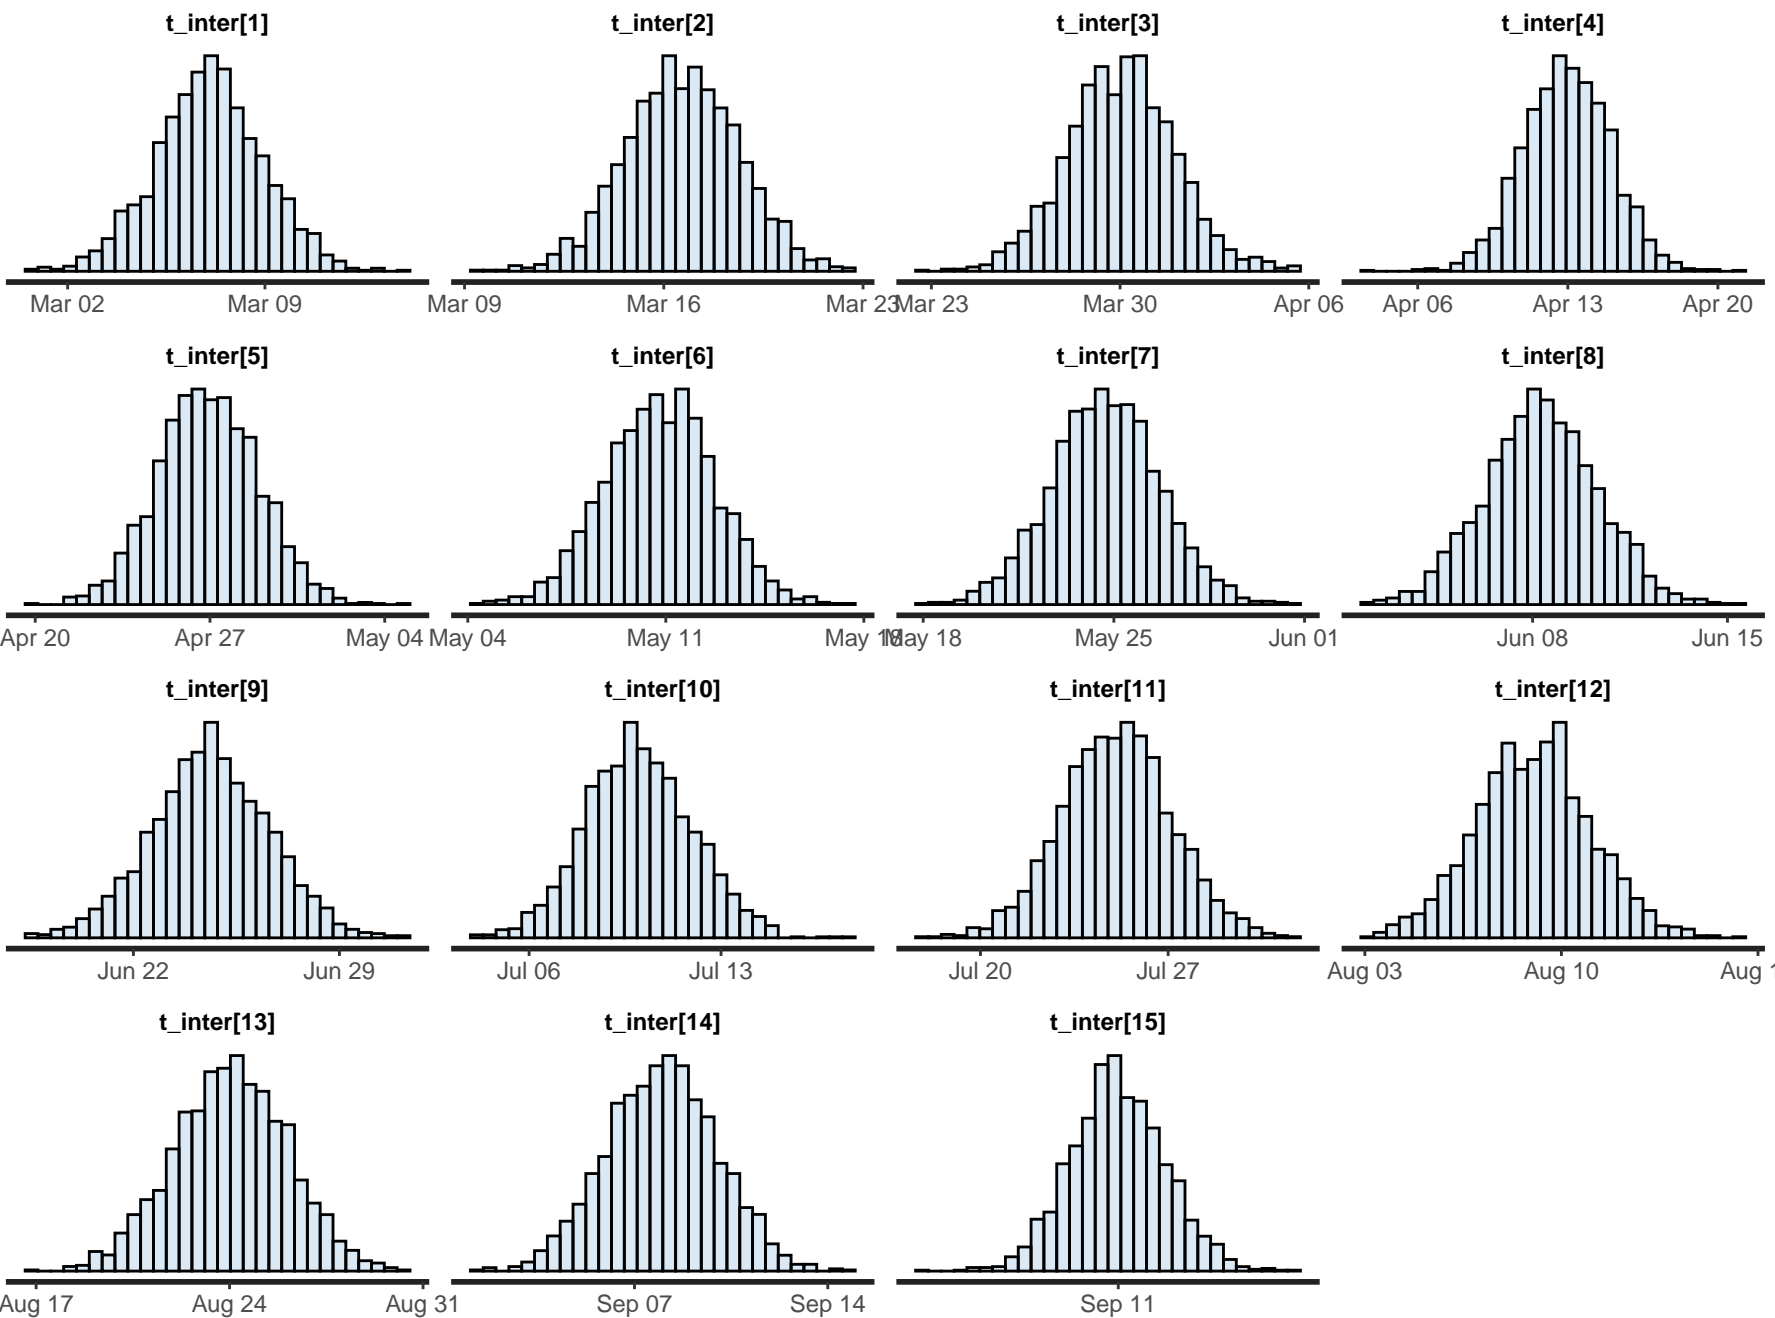 t_inter[1] t_inter[2] t_inter[3] t_inter[4]
Mar 02 Mar 09 Mar 09 Mar 16 Mar 23 Mar 23 Mar 30 Apr 06 Apr 06 Apr 13 Apr 20
t_inter[5] t_inter[6] t_inter[7] t_inter[8]
Apr 20 Apr 27 May 04 May 04 May 11 May 18 May 18 May 25 Jun 01 Jun 08 Jun 15
t_inter[9] t_inter[10] t_inter[11] t_inter[12]
Jun 22 Jun 29 Jul 06 Jul 13 Jul 20 Jul 27 Aug 03 Aug 10 Aug
t_inter[13] t_inter[14] t_inter[15]
Aug 17 Aug 24 Aug 31 Sep 07 Sep 14 Sep 11